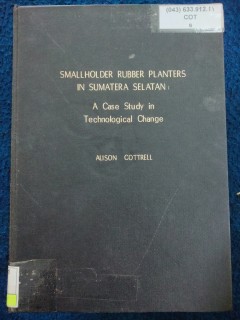 COT
SMALLHOLDER RUBBER PLANTERS
IN SUMATERA SELATAN:
A Case Study in
Technological Change
ALISON COTTRELL